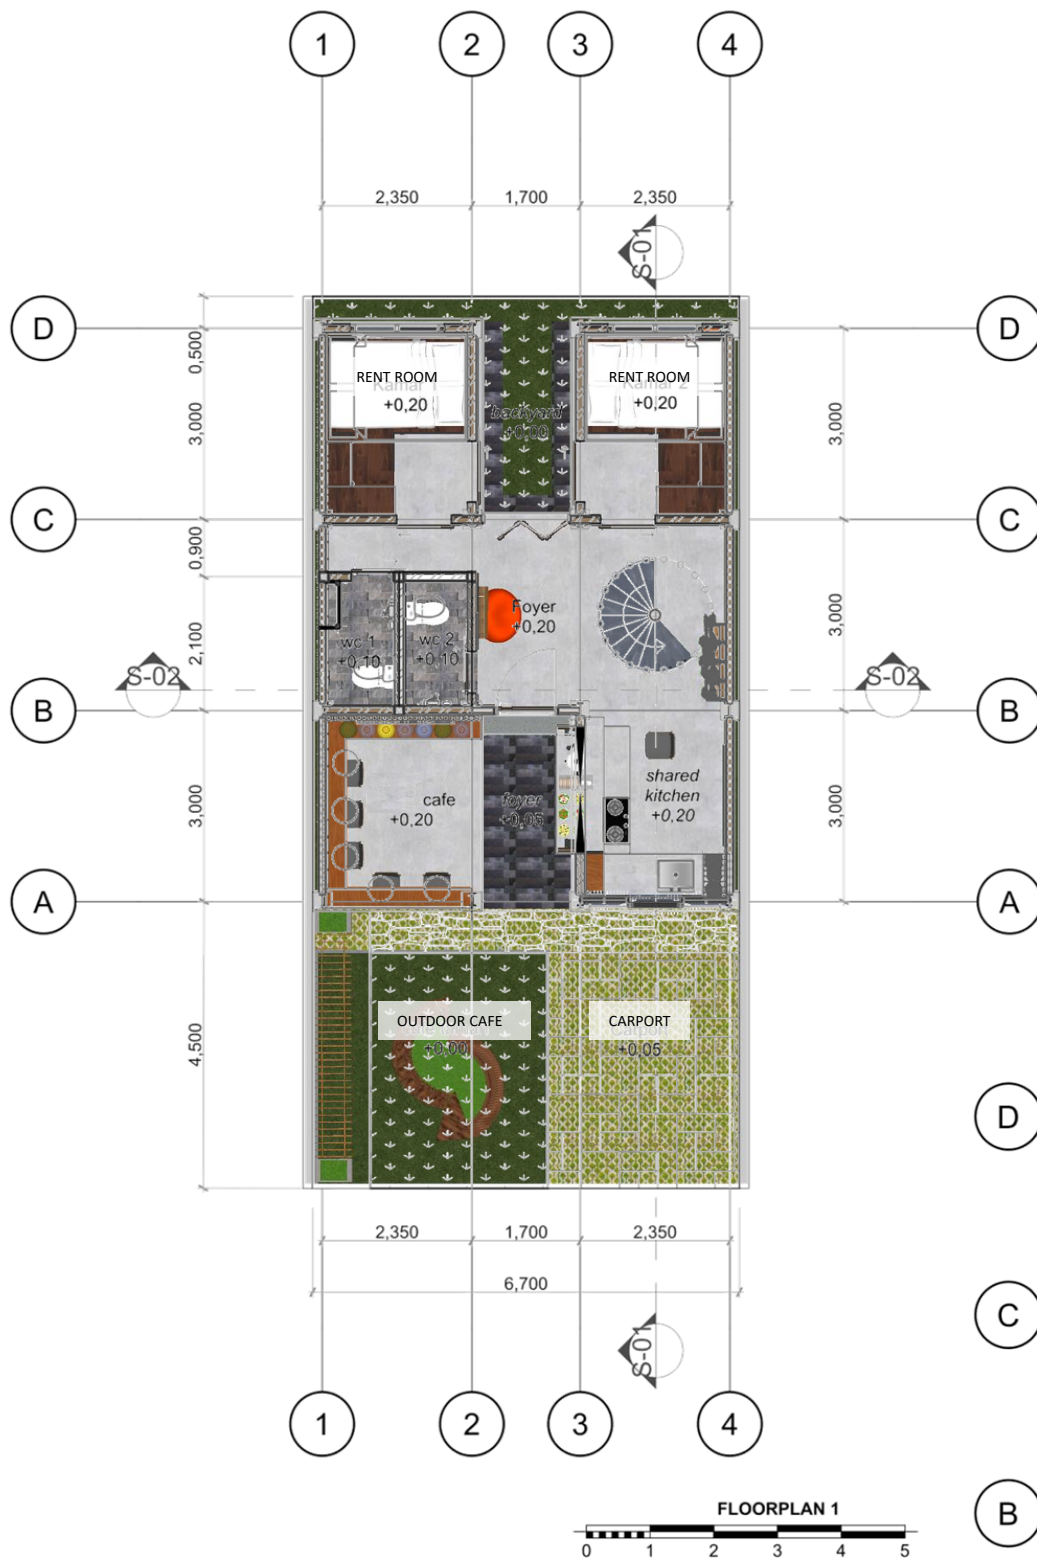 1 2 3 4
2,350 1,700 2,350
S-01
D D
0,500
RENT ROOM RENT ROOM
Kamar 1 Kamar 2
+0,20 +0,20
backyard
+0,00
3,000 3,000
C C
0,900
Foyer
+0,20
3,000
wc 1 wc 2
+0,10 +0,10
2,100
S-02 S-02
B B
shared
kitchen
+0,20
cafe foyer
+0,20 +0,05
3,000 3,000
A A
OUTDOOR CAFE CARPORT
+0,00 +0,05
4,500
D
2,350 1,700 2,350
6,700
C
S-01
1 2 3 4
FLOORPLAN 1
B
0 1 2 3 4 5